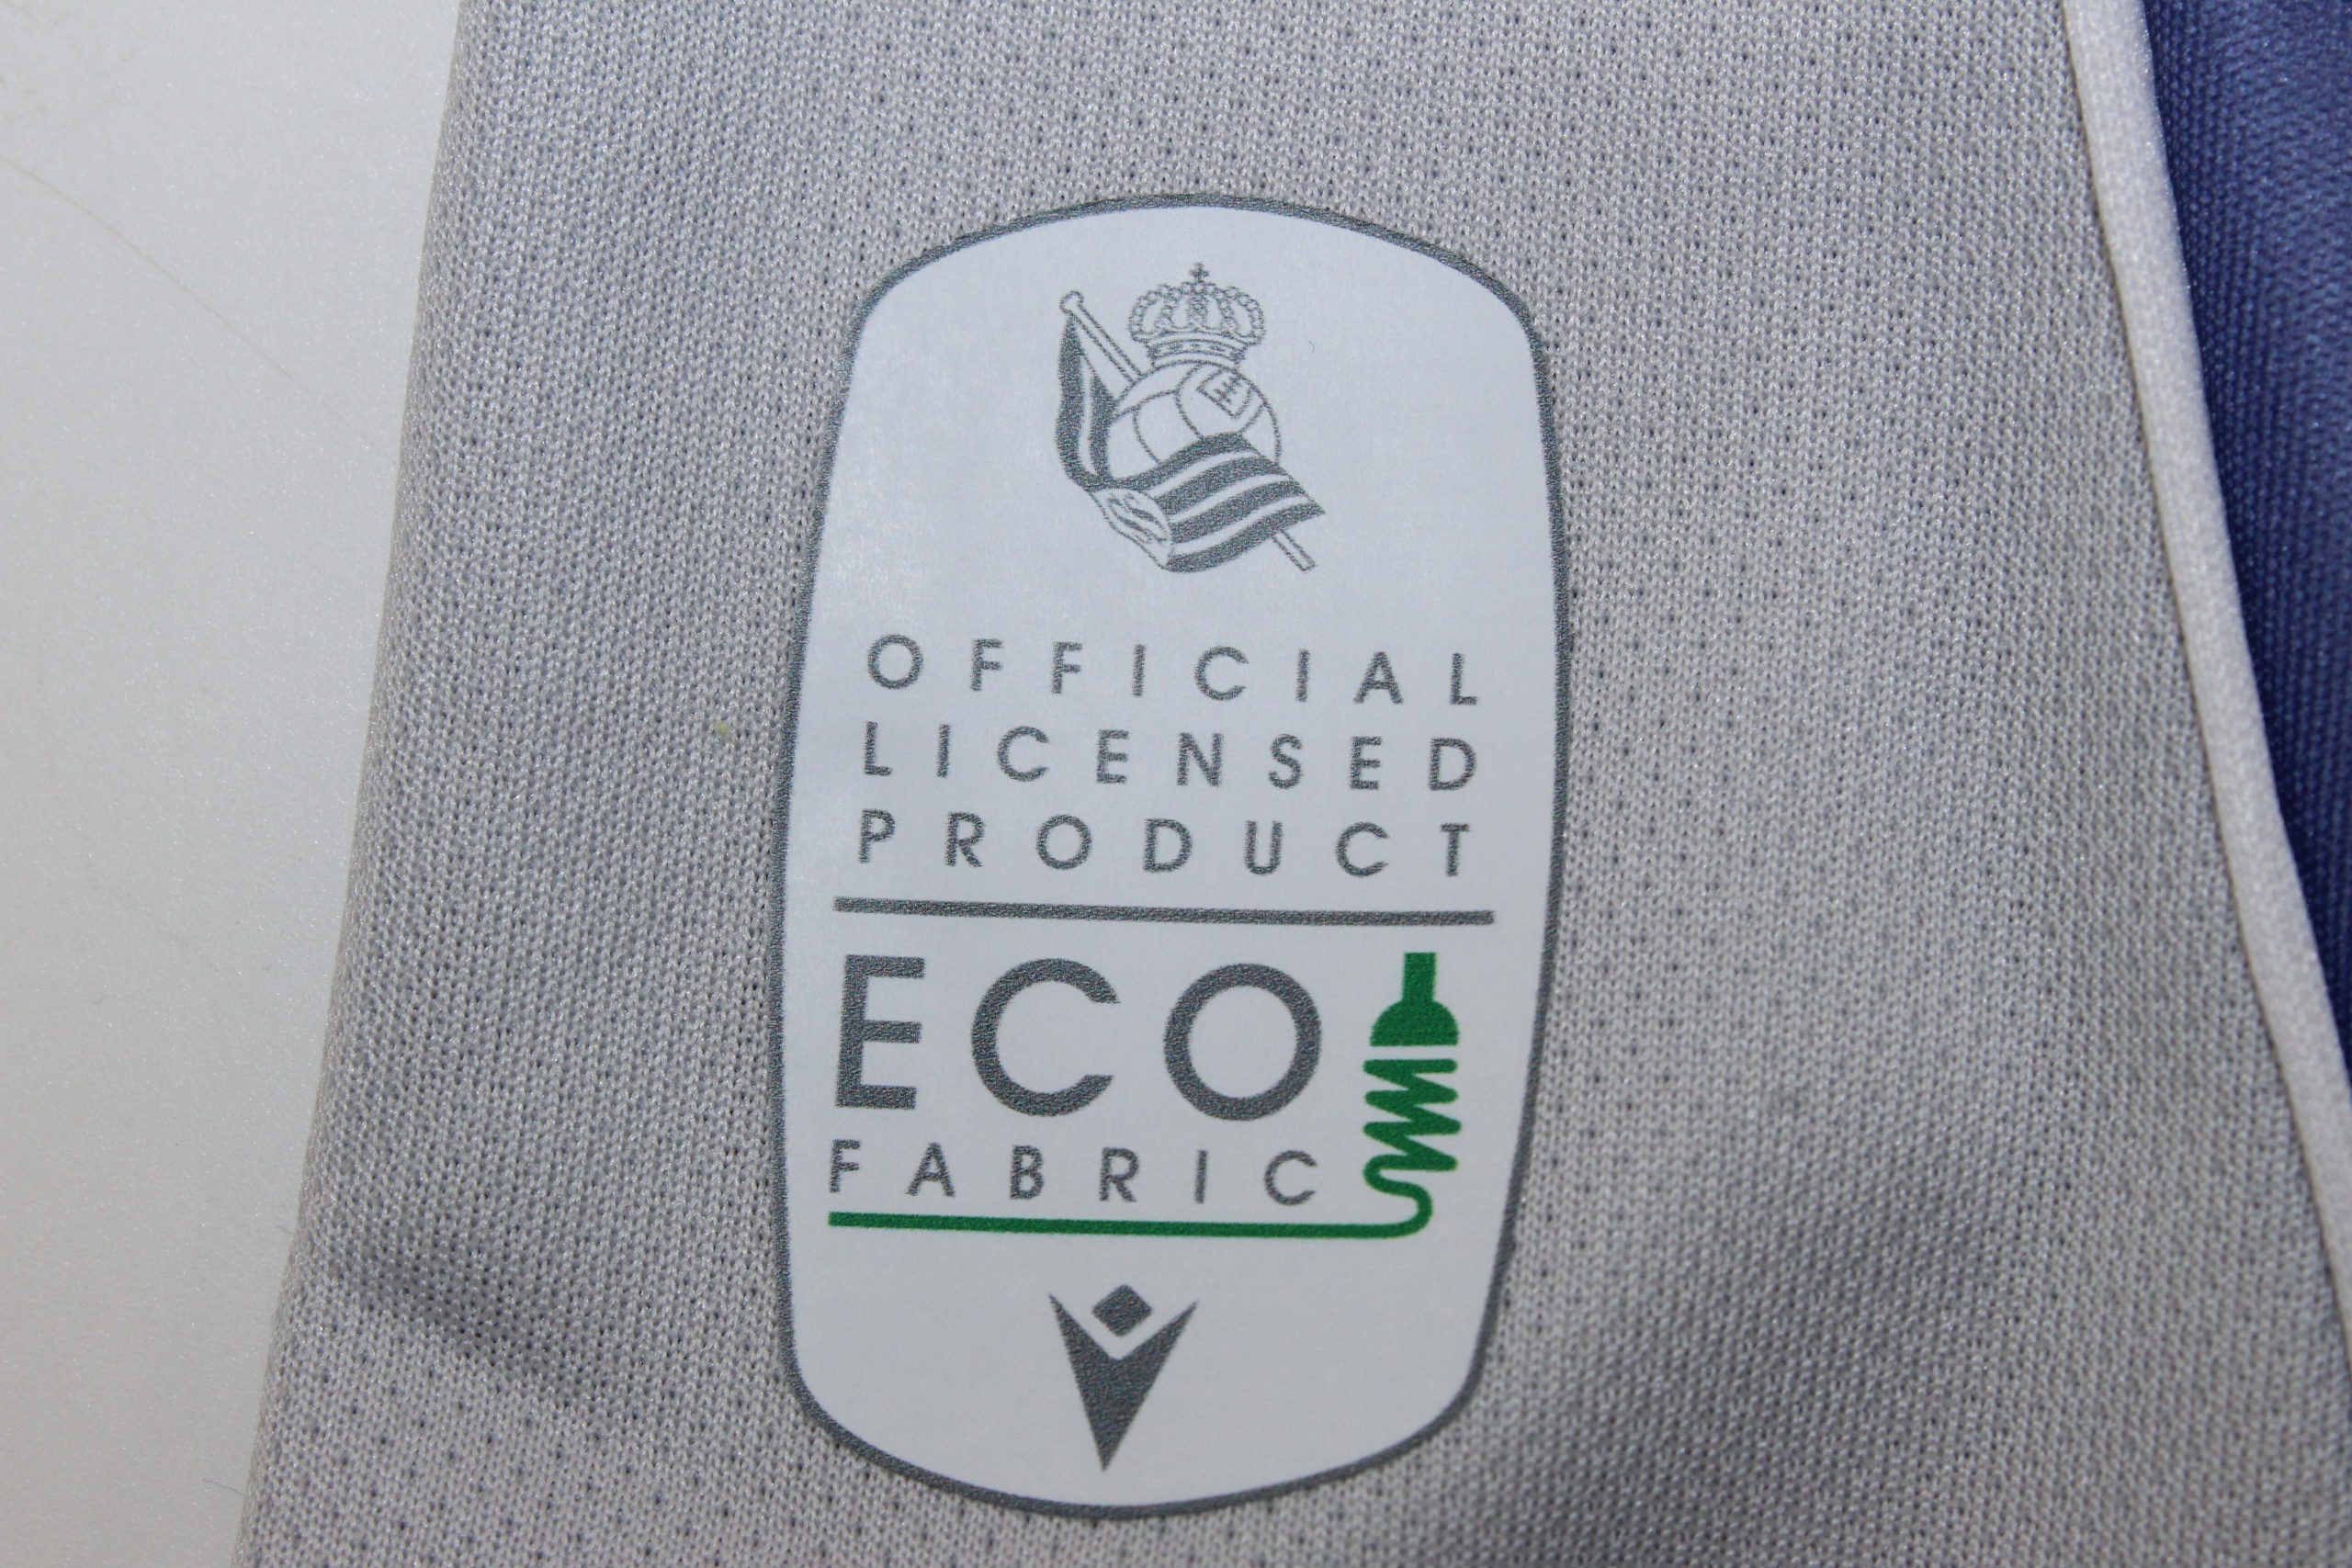 OFFICIAL
LICENSED
PRODUCT
ECO
FABRIC